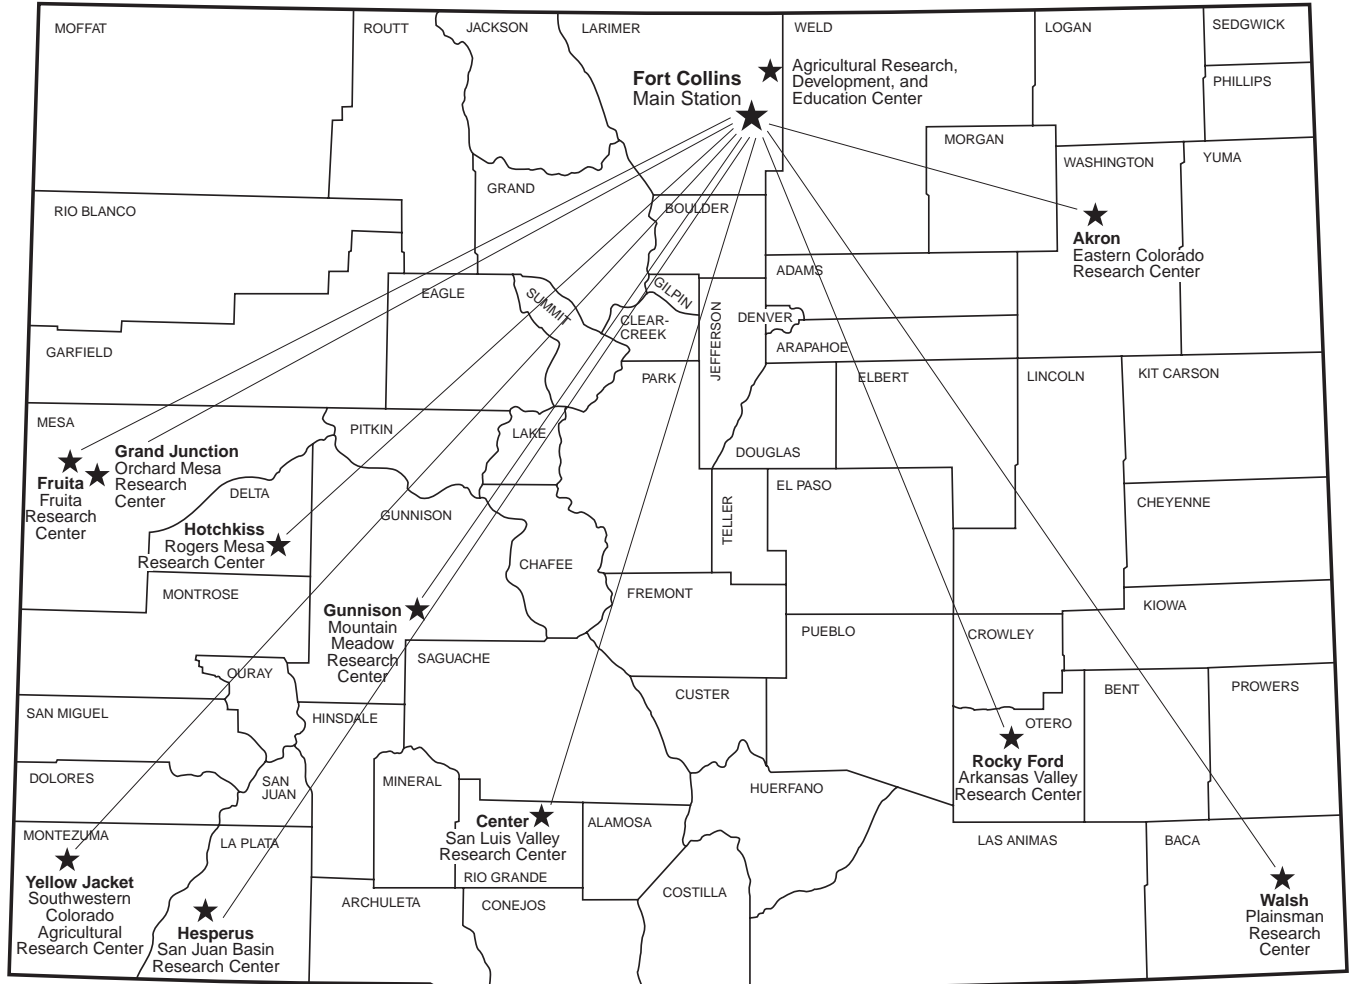 MOFFAT
ROUTT
JACKSON
LARIMER
WELD
LOGAN
SEDGWICK
PHILLIPS
Fort Collins
Main Station
Agricultural Research,
Development, and
Education Center
MORGAN
WASHINGTON
YUMA
GRAND
RIO BLANCO
BOULDER
Akron
Eastern Colorado
Research Center
ADAMS
EAGLE
SUMMIT
GILPIN
CLEAR-
CREEK
JEFFERSON
DENVER
ARAPAHOE
GARFIELD
PARK
ELBERT
LINCOLN
KIT CARSON
MESA
PITKIN
LAKE
DOUGLAS
Grand Junction
Orchard Mesa
Research
Center
Fruita
Fruita
Research
Center
DELTA
GUNNISON
TELLER
EL PASO
CHEYENNE
Hotchkiss
Rogers Mesa
Research Center
CHAFEE
MONTROSE
FREMONT
KIOWA
Gunnison
Mountain
Meadow
Research
Center
SAGUACHE
PUEBLO
CROWLEY
OURAY
CUSTER
BENT
PROWERS
SAN MIGUEL
HINSDALE
OTERO
Rocky Ford
Arkansas Valley
Research Center
DOLORES
SAN
JUAN
MINERAL
HUERFANO
Center
San Luis Valley
Research Center
ALAMOSA
MONTEZUMA
LA PLATA
LAS ANIMAS
BACA
RIO GRANDE
Yellow Jacket
Southwestern
Colorado
Agricultural
Research Center
Hesperus
San Juan Basin
Research Center
ARCHULETA
CONEJOS
COSTILLA
Walsh
Plainsman
Research
Center